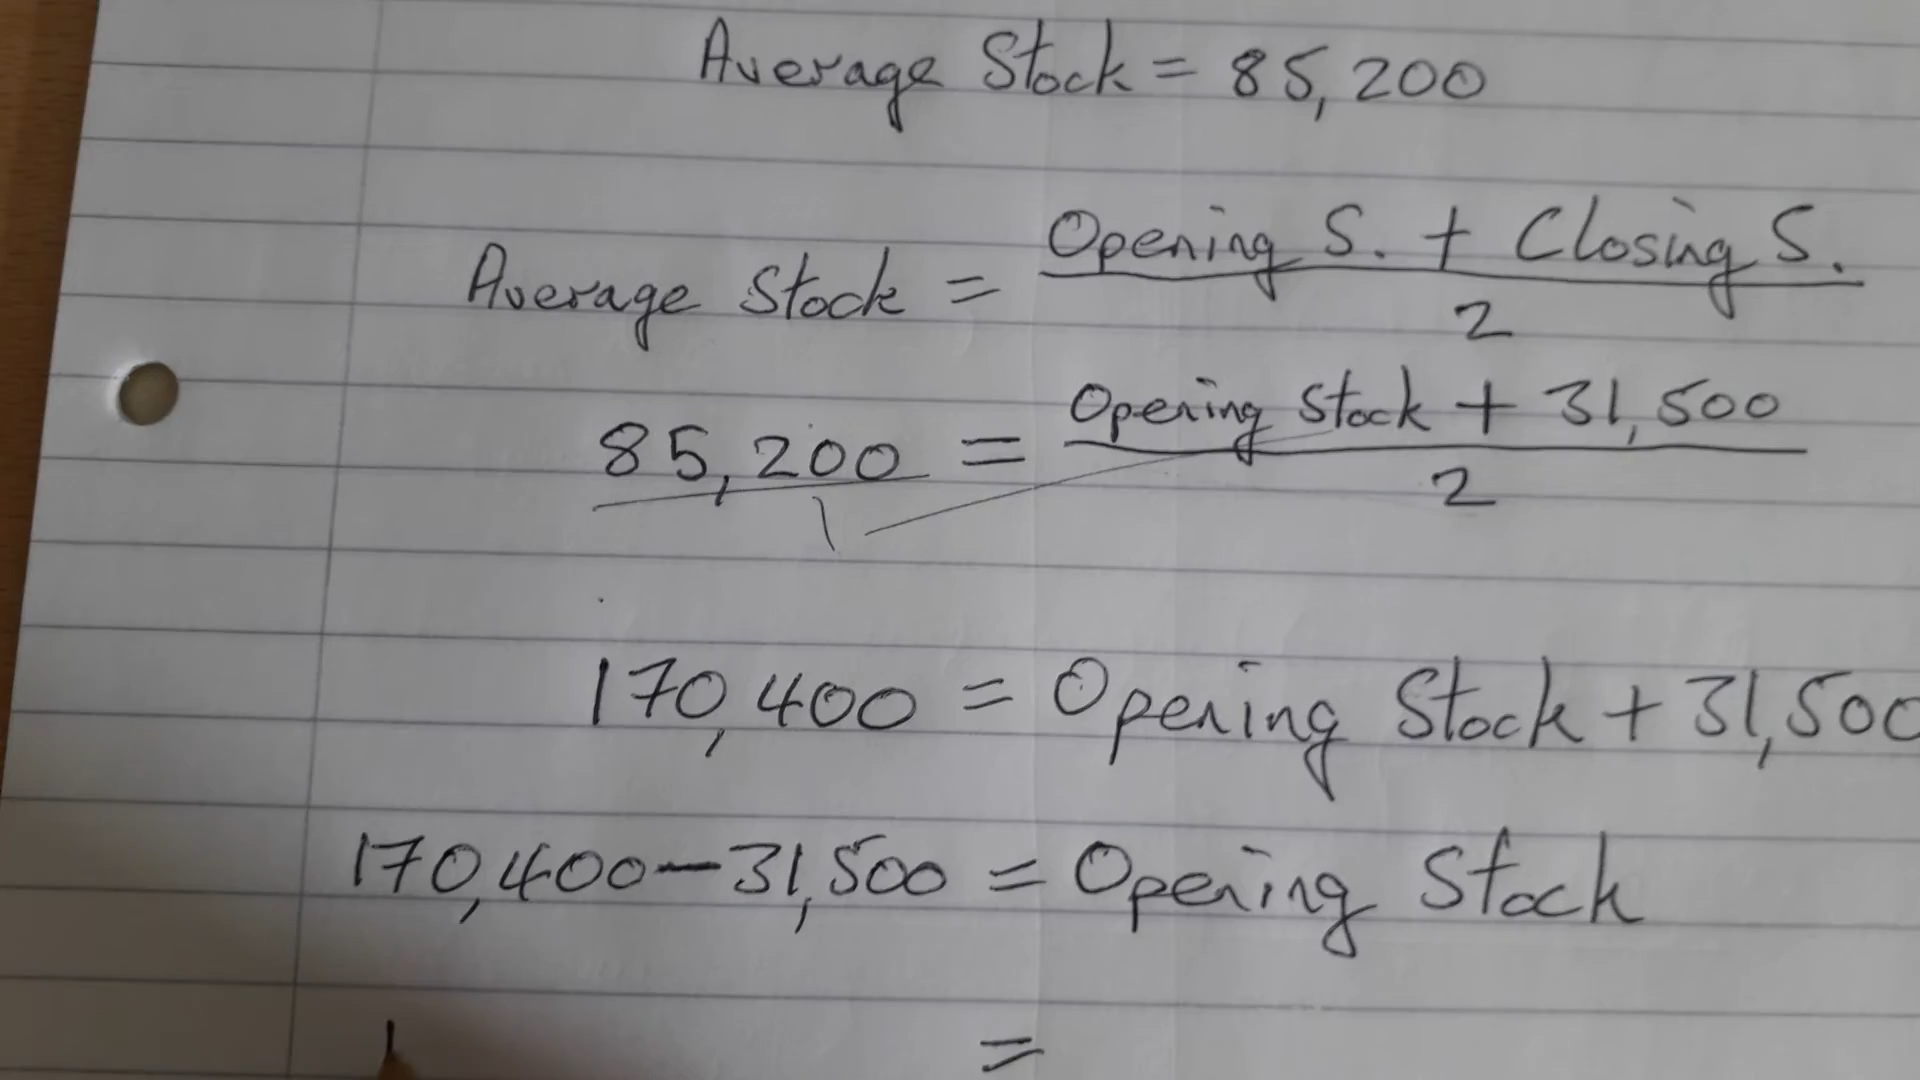 Average Stock = 85,200
Average Stock = Opening S. + Closing S.
2
85,200 = Opening Stock + 31,500
2
170,400 = Opening Stock + 31,500
170,400 - 31,500 = Opening Stock
=